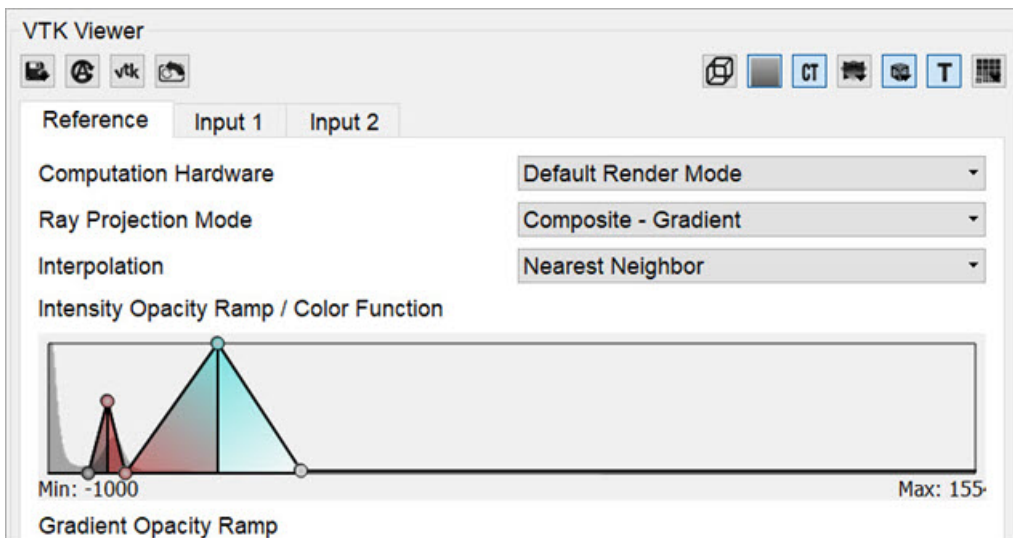 VTK Viewer
vtk CT T
Reference Input 1 Input 2
Computation Hardware Default Render Mode
Ray Projection Mode Composite - Gradient
Interpolation Nearest Neighbor
Intensity Opacity Ramp / Color Function
Min: -1000 Max: 155
Gradient Opacity Ramp